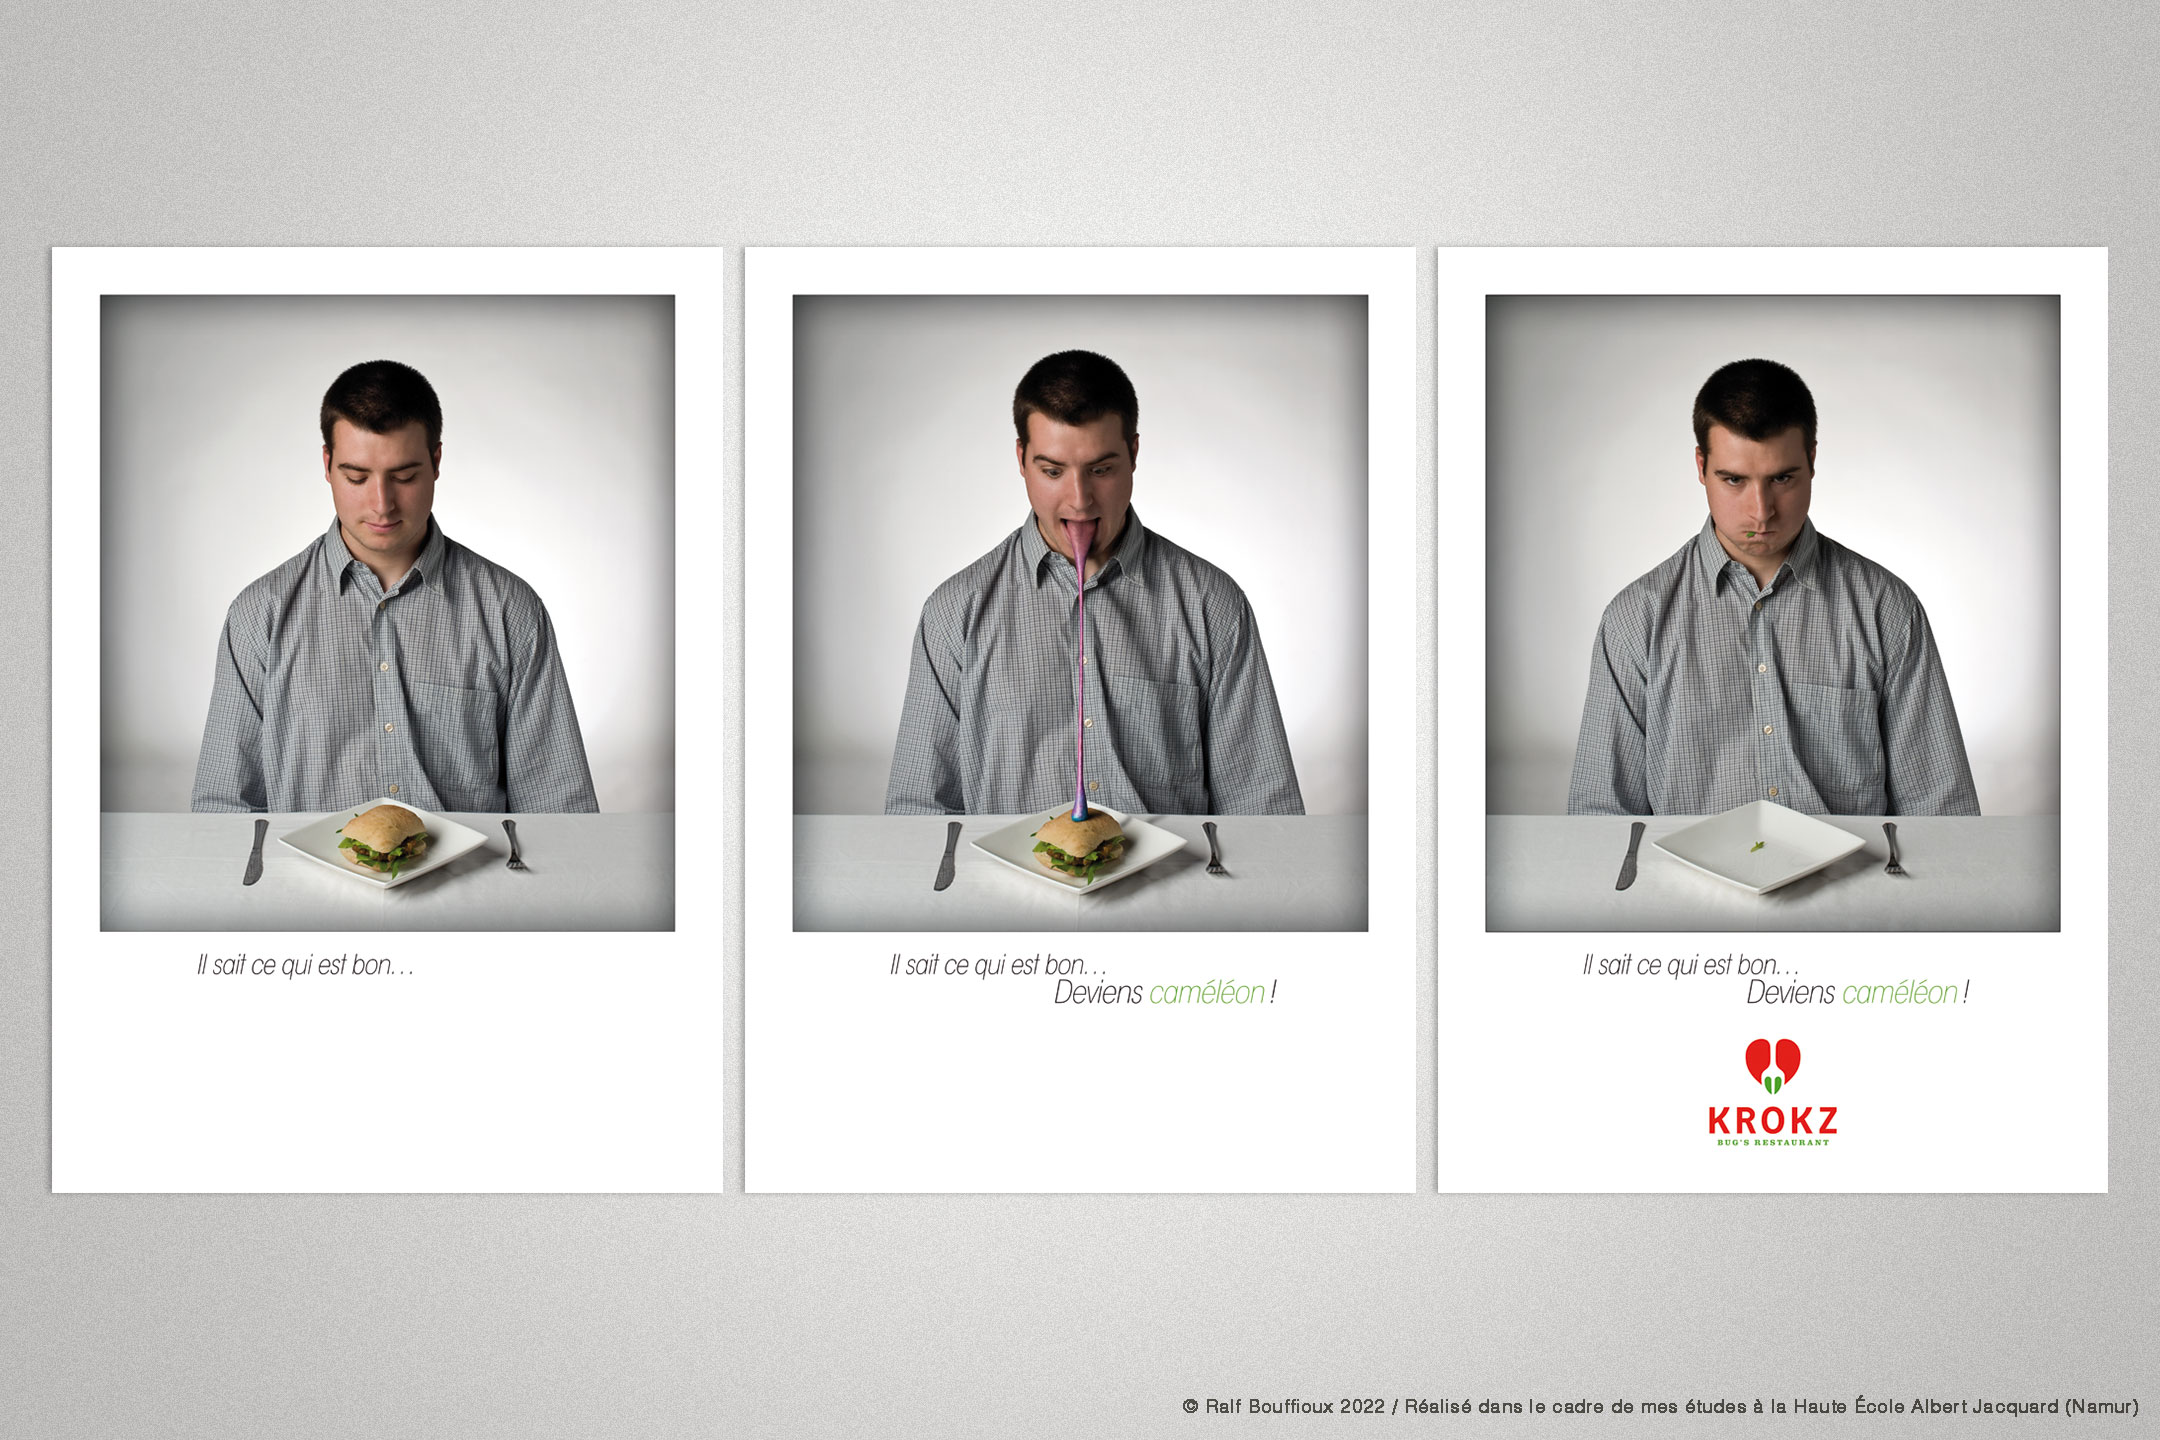 Il sait ce qui est bon…
Il sait ce qui est bon…
Deviens caméléon !
Il sait ce qui est bon…
Deviens caméléon !
KROKZ
BUG'S RESTAURANT
© Ralf Bouffioux 2022 / Réalisé dans le cadre de mes études à la Haute École Albert Jacquard (Namur)